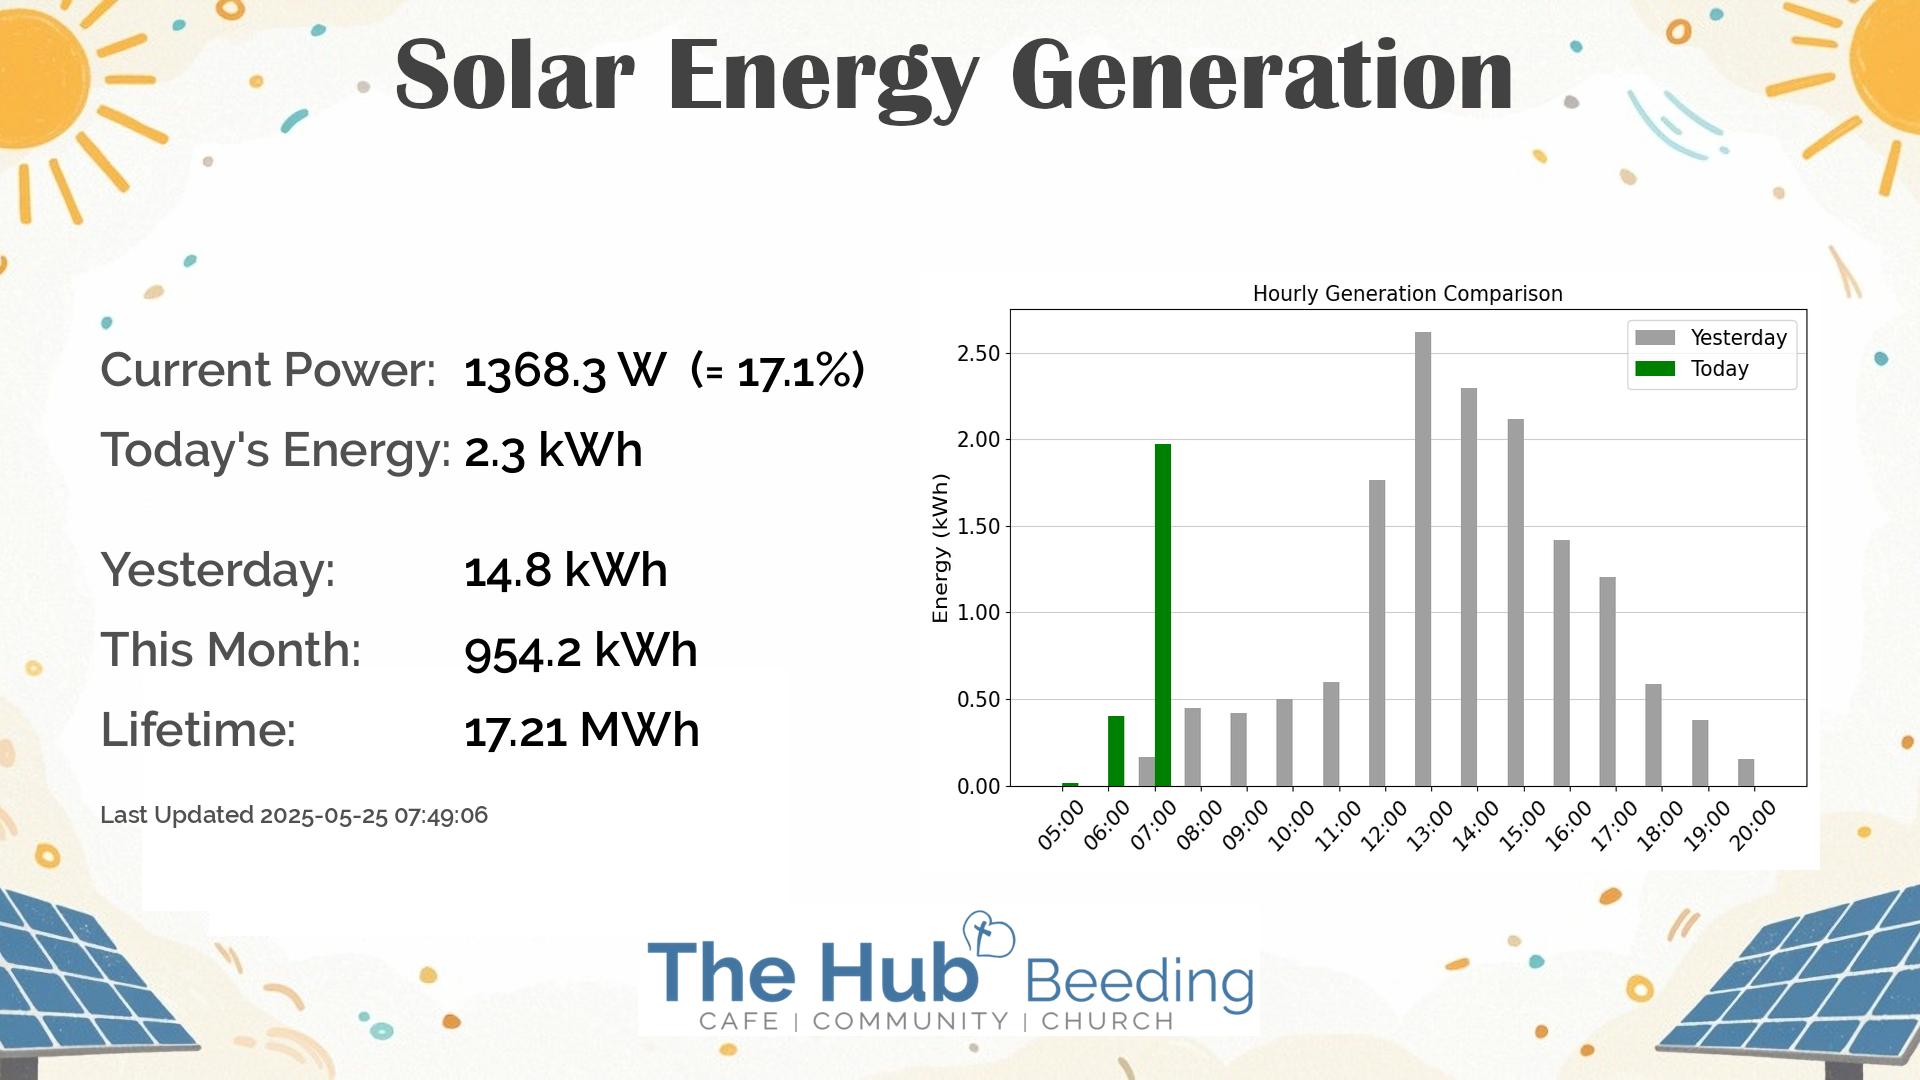 Solar Energy Generation
Current Power: 1368.3 W (= 17.1%)
Today's Energy: 2.3 kWh
Yesterday: 14.8 kWh
This Month: 954.2 kWh
Lifetime: 17.21 MWh
Last Updated 2025-05-25 07:49:06
Hourly Generation Comparison
Yesterday
Today
Energy (kWh)
2.50
2.00
1.50
1.00
0.50
0.00
05:00 06:00 07:00 08:00 09:00 10:00 11:00 12:00 13:00 14:00 15:00 16:00 17:00 18:00 19:00 20:00
The Hub Beeding
CAFE | COMMUNITY | CHURCH